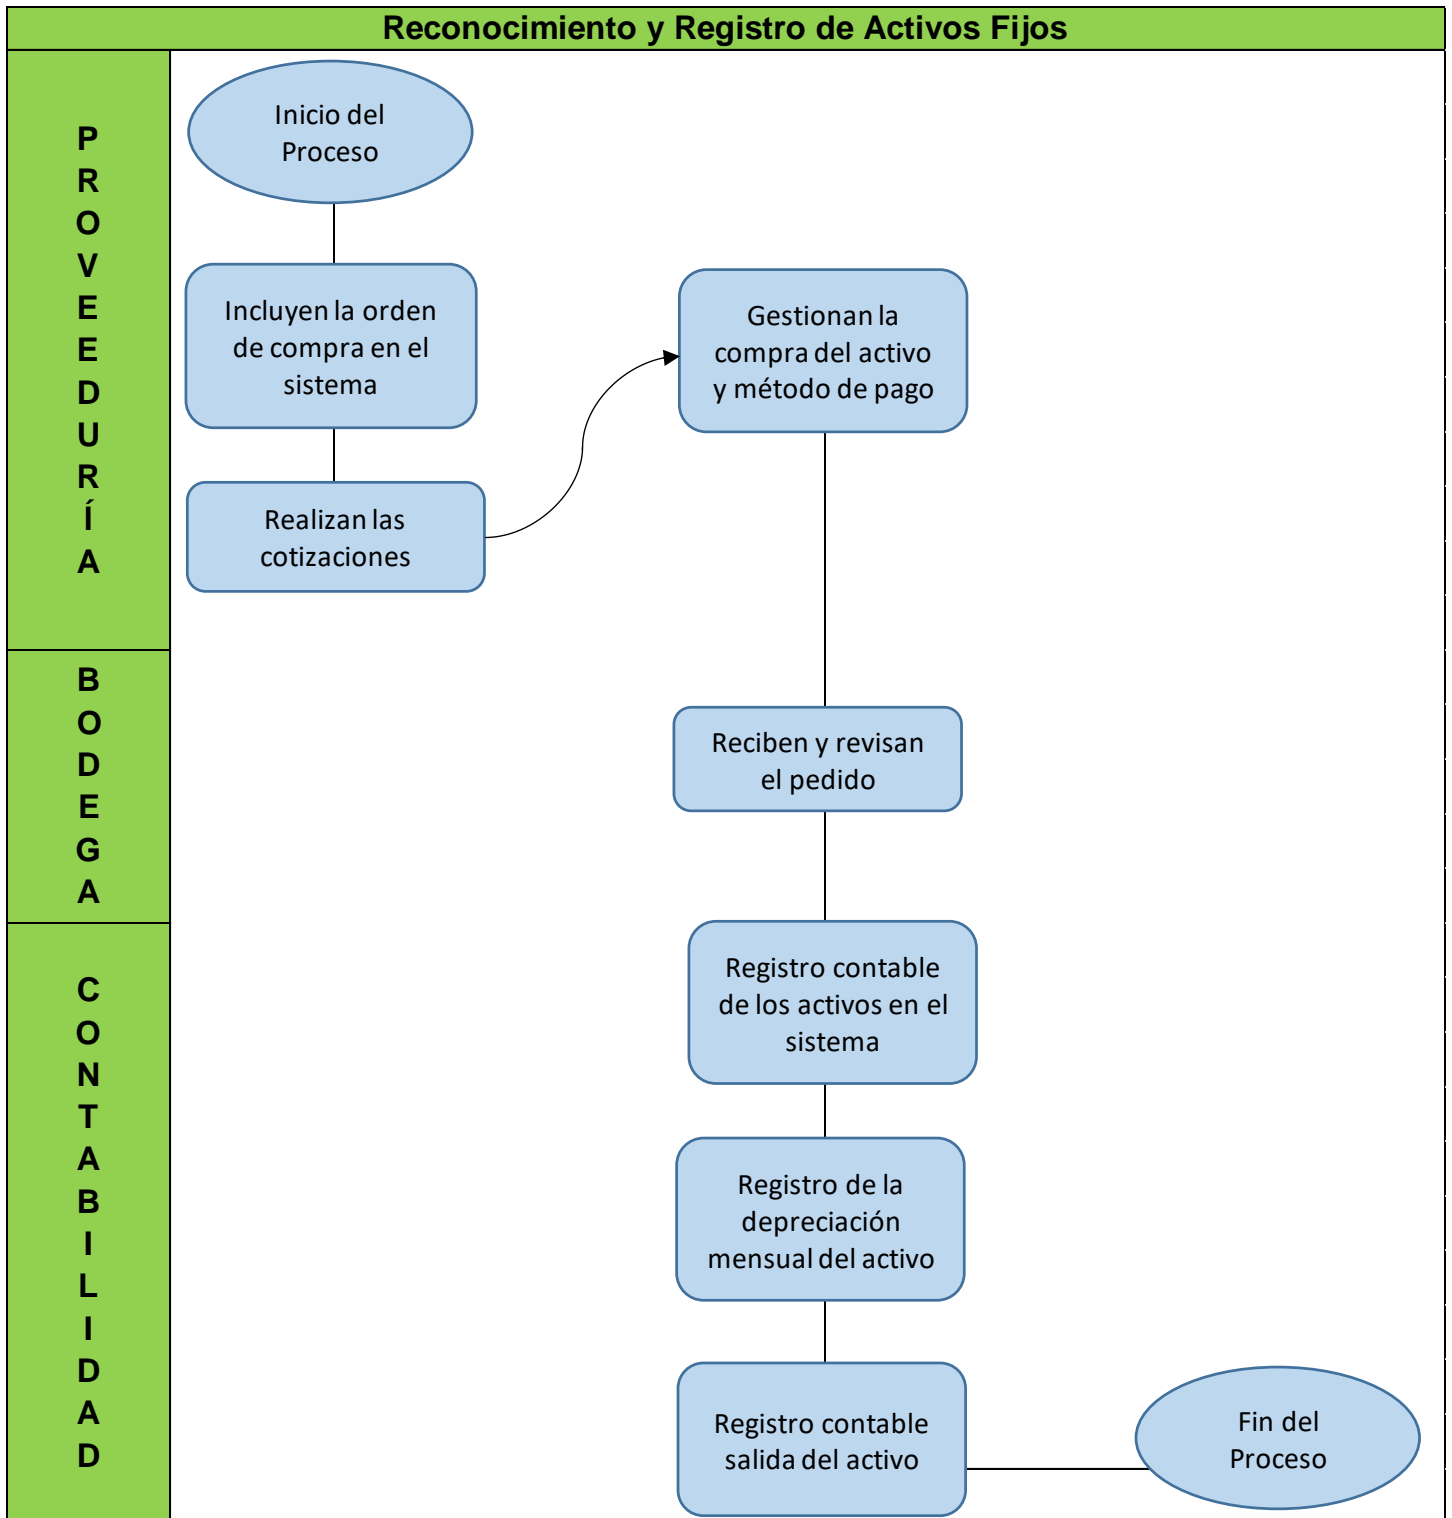 Reconocimiento y Registro de Activos Fijos
P
R
O
V
E
E
D
U
R
Í
A
Inicio del
Proceso
Incluyen la orden
de compra en el
sistema
Realizan las
cotizaciones
Gestionan la
compra del activo
y método de pago
B
O
D
E
G
A
Reciben y revisan
el pedido
C
O
N
T
A
B
I
L
I
D
A
D
Registro contable
de los activos en el
sistema
Registro de la
depreciación
mensual del activo
Registro contable
salida del activo
Fin del
Proceso